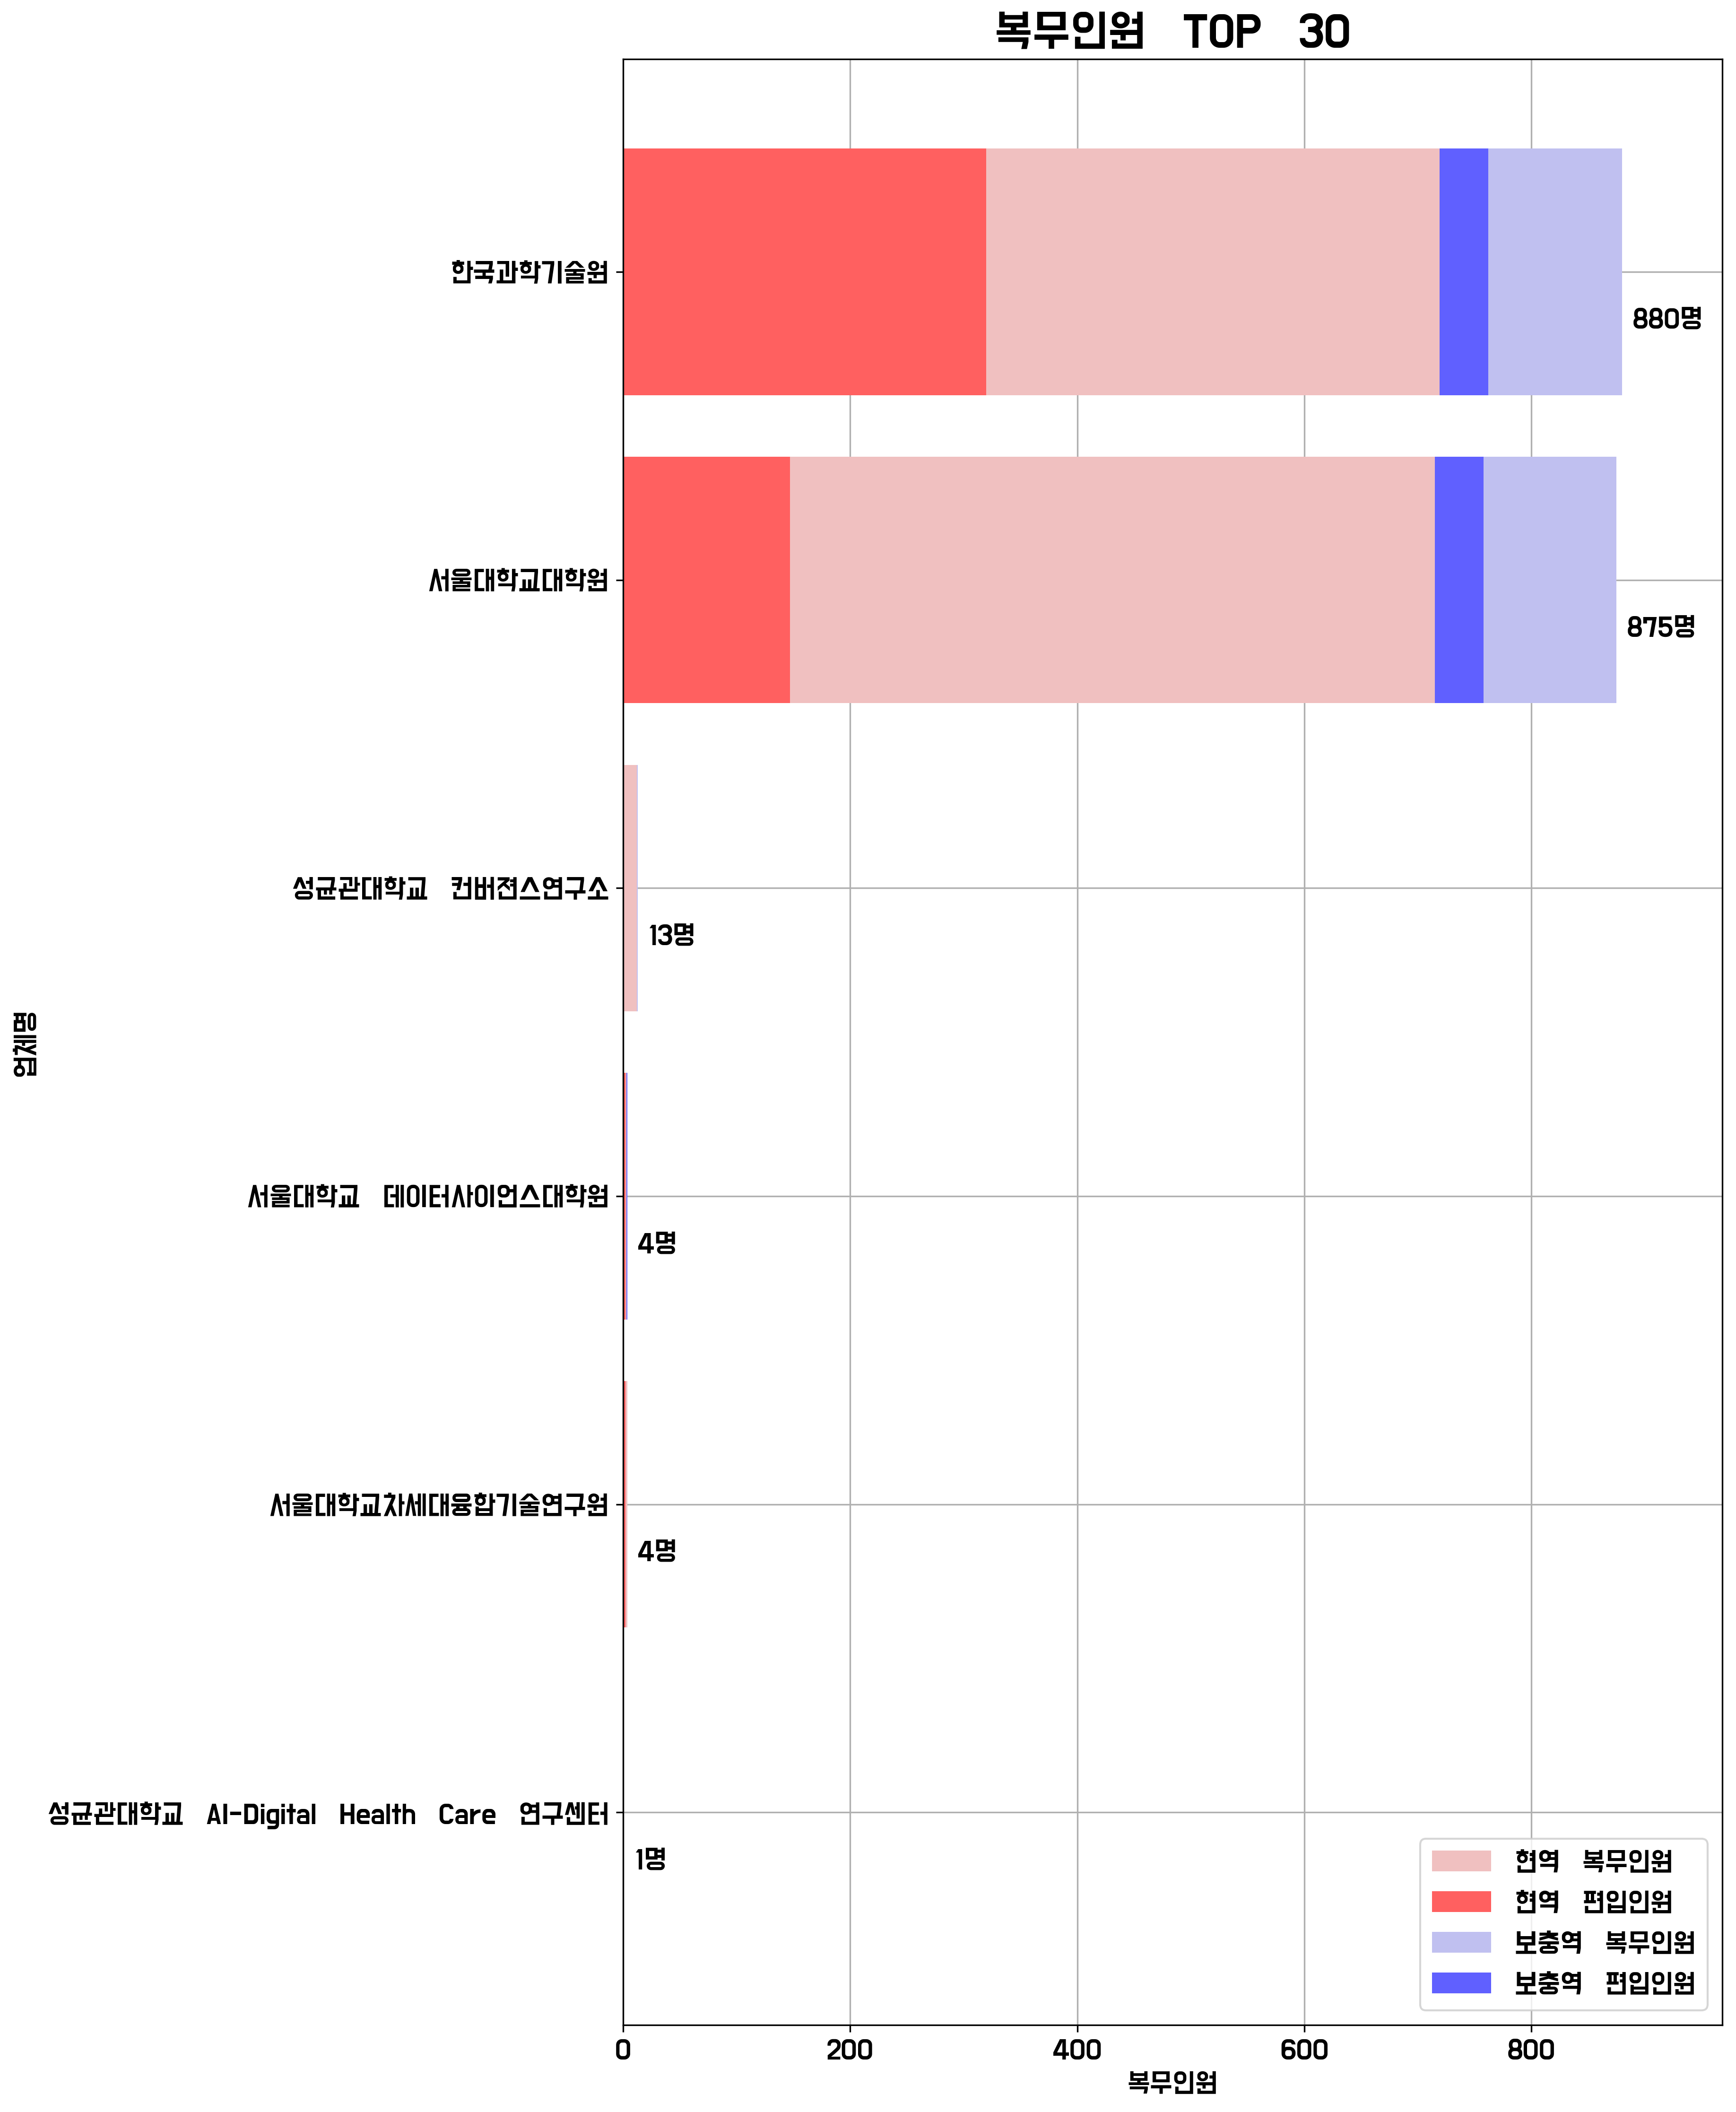 복무인원 TOP 30
한국과학기술원
880명
서울대학교대학원
875명
성균관대학교 컨버젼스연구소
13명
업체명
서울대학교 데이터사이언스대학원
4명
서울대학교차세대융합기술연구원
4명
성균관대학교 AI-Digital Health Care 연구센터
1명
현역 복무인원
현역 편입인원
보충역 복무인원
보충역 편입인원
0 200 400 600 800
복무인원